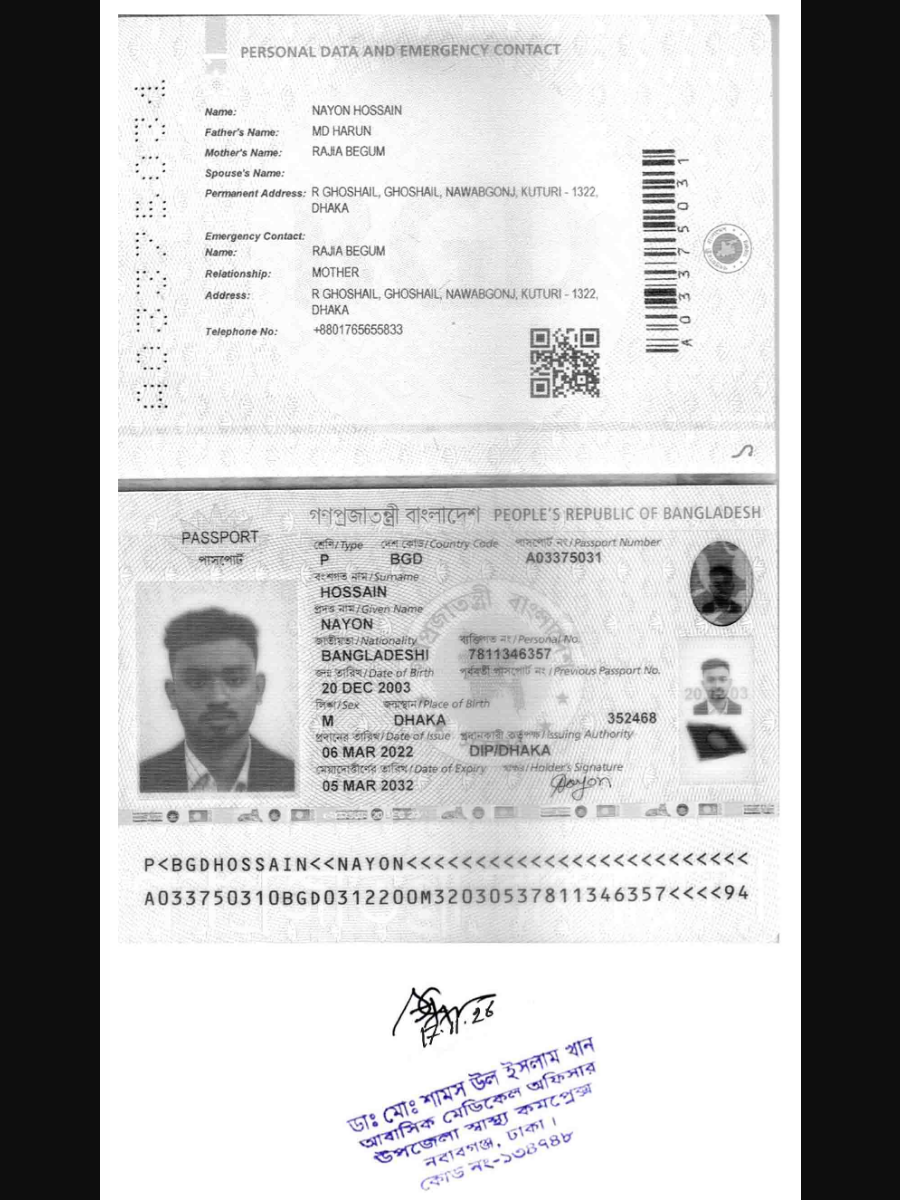 PERSONAL DATA AND EMERGENCY CONTACT
Name: NAYON HOSSAIN
Father's Name: MD HARUN
Mother's Name: RAJIA BEGUM
Spouse's Name:
Permanent Address: R GHOSHAIL, GHOSHAIL, NAWABGONJ, KUTURI - 1322,
DHAKA
Emergency Contact:
Name: RAJIA BEGUM
Relationship: MOTHER
Address: R GHOSHAIL, GHOSHAIL, NAWABGONJ, KUTURI - 1322,
DHAKA
Telephone No: +8801765655833
A03375031
গণপ্রজাতন্ত্রী বাংলাদেশ PEOPLE'S REPUBLIC OF BANGLADESH
PASSPORT
পাসপোর্ট
শ্রেণি/Type দেশ কোড/Country Code পাসপোর্ট নং/Passport Number
P BGD A03375031
বংশগত নাম/Surname
HOSSAIN
প্রদত্ত নাম/Given Name
NAYON
জাতীয়তা/Nationality ব্যক্তিগত নং/Personal No.
BANGLADESHI 7811346357
জন্ম তারিখ/Date of Birth পূর্ববর্তী পাসপোর্ট নং/Previous Passport No.
20 DEC 2003
লিঙ্গ/Sex জন্মস্থান/Place of Birth
M DHAKA 352468
প্রদানের তারিখ/Date of Issue প্রদানকারী কর্তৃপক্ষ/Issuing Authority
06 MAR 2022 DIP/DHAKA
মেয়াদোত্তীর্ণের তারিখ/Date of Expiry স্বাক্ষর/Holder's Signature
05 MAR 2032 Nayon
20 12 03
P<BGDHOSSAIN<<NAYON<<<<<<<<<<<<<<<<<<<<<<<<<
A033750310BGD0312200M32030537811346357<<<<94
ডাঃ মোঃ শামস উল ইসলাম খান
আবাসিক মেডিকেল অফিসার
উপজেলা স্বাস্থ্য কমপ্লেক্স
নবাবগঞ্জ, ঢাকা।
কোড নং-১৩৪৭৪৮